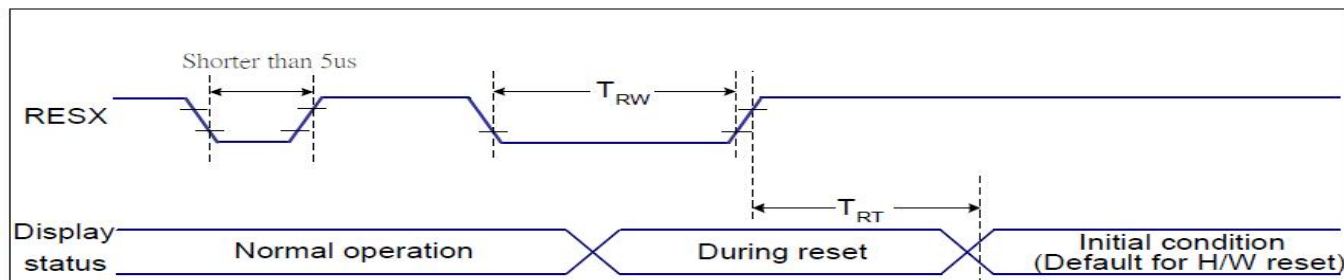 Shorter than 5us
RESX
TRW
TRT
Display
status
Normal operation
During reset
Initial condition
(Default for H/W reset)